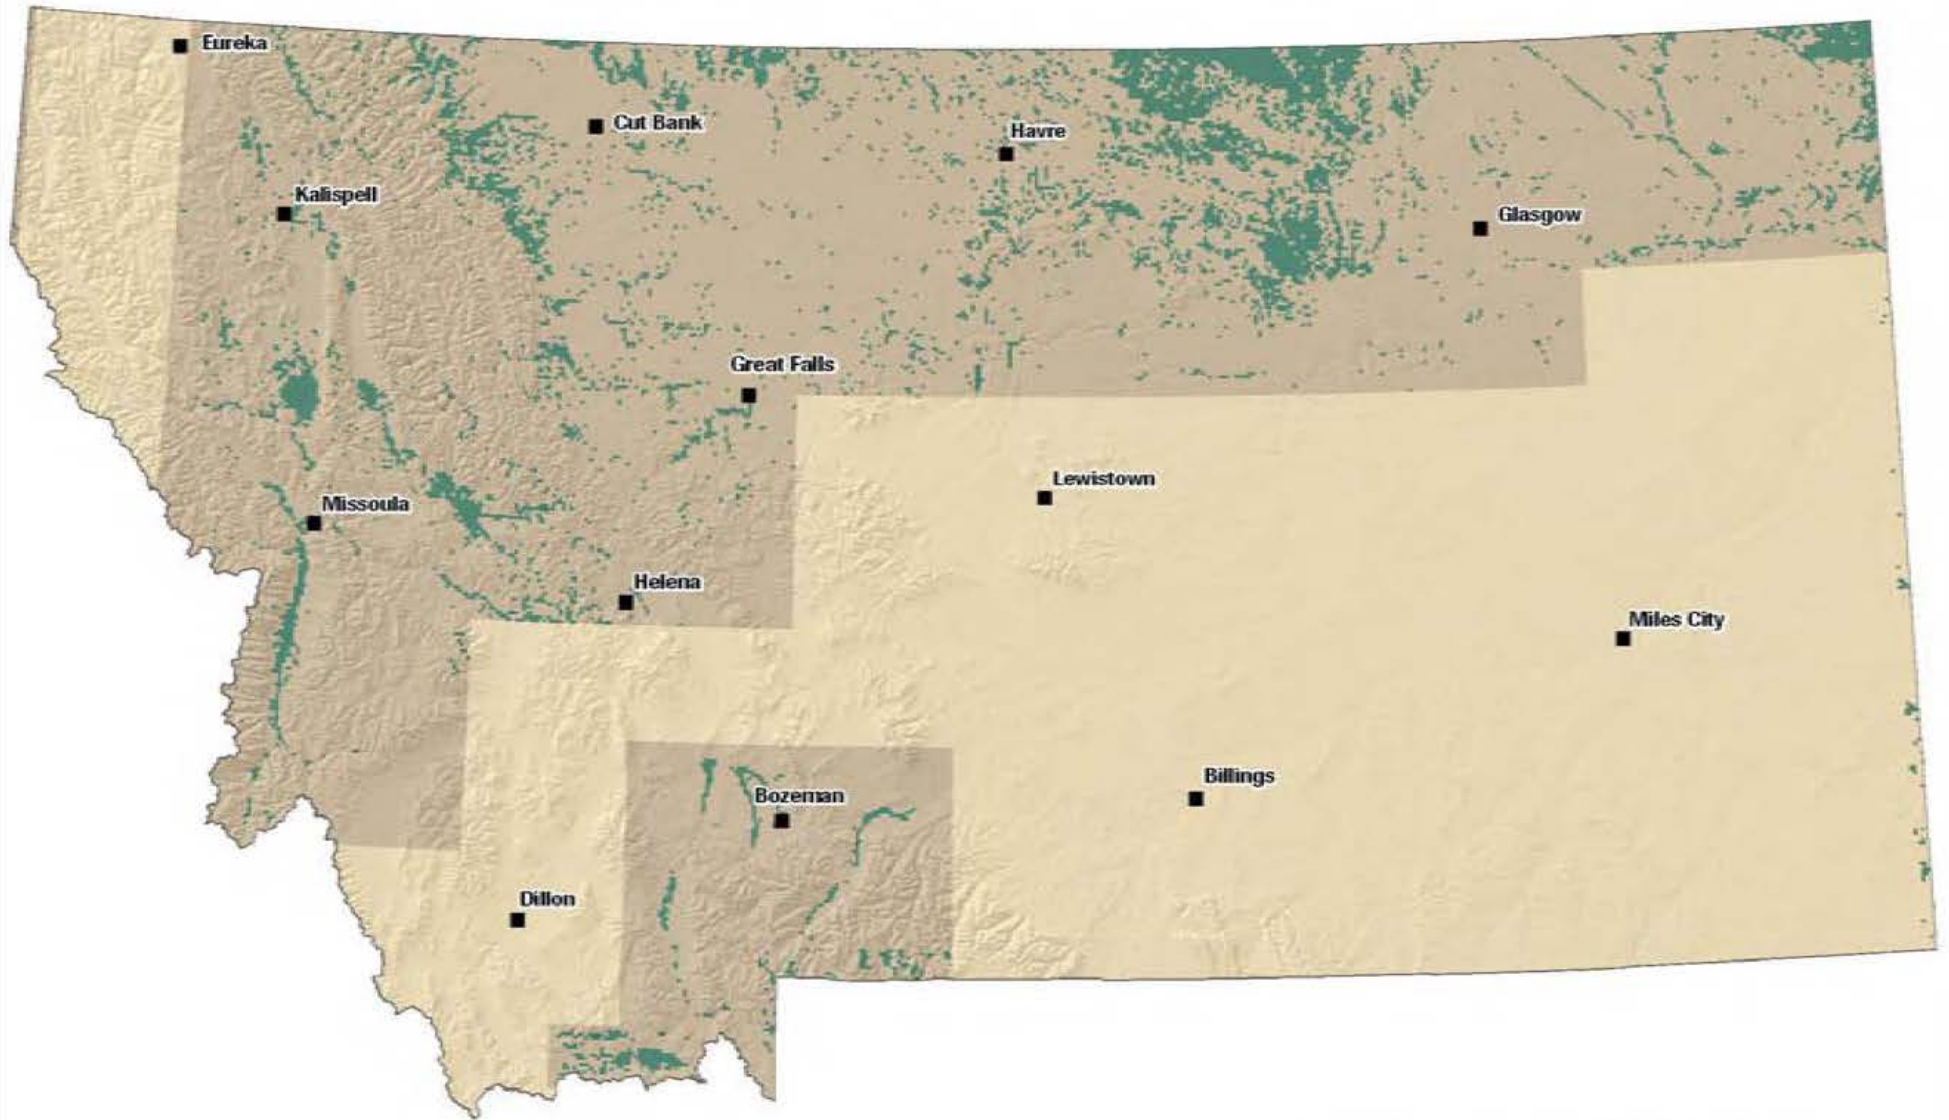 Eureka
Cut Bank
Havre
Kalispell
Glasgow
Great Falls
Lewistown
Missoula
Helena
Miles City
Billings
Bozeman
Dillon